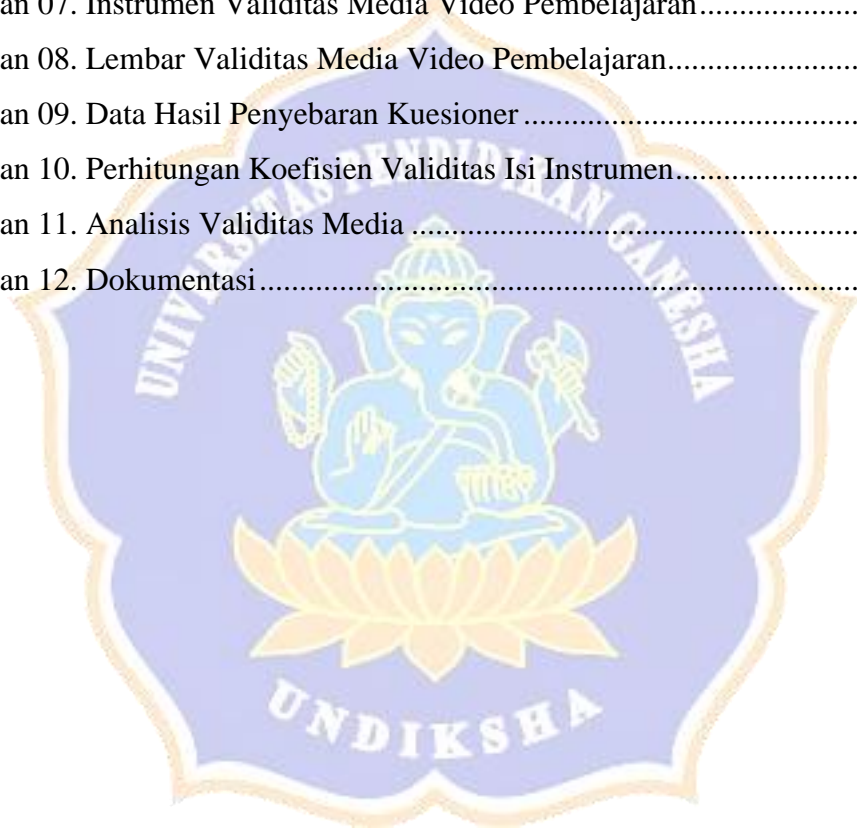 an 07. Instrumen Validitas Media Video Pembelajaran......................
an 08. Lembar Validitas Media Video Pembelajaran........................
an 09. Data Hasil Penyebaran Kuesioner..........................................
an 10. Perhitungan Koefisien Validitas Isi Instrumen.......................
an 11. Analisis Validitas Media........................................................
an 12. Dokumentasi...........................................................................
UNIVERSITAS PENDIDIKAN GANESHA
UNDIKSHA